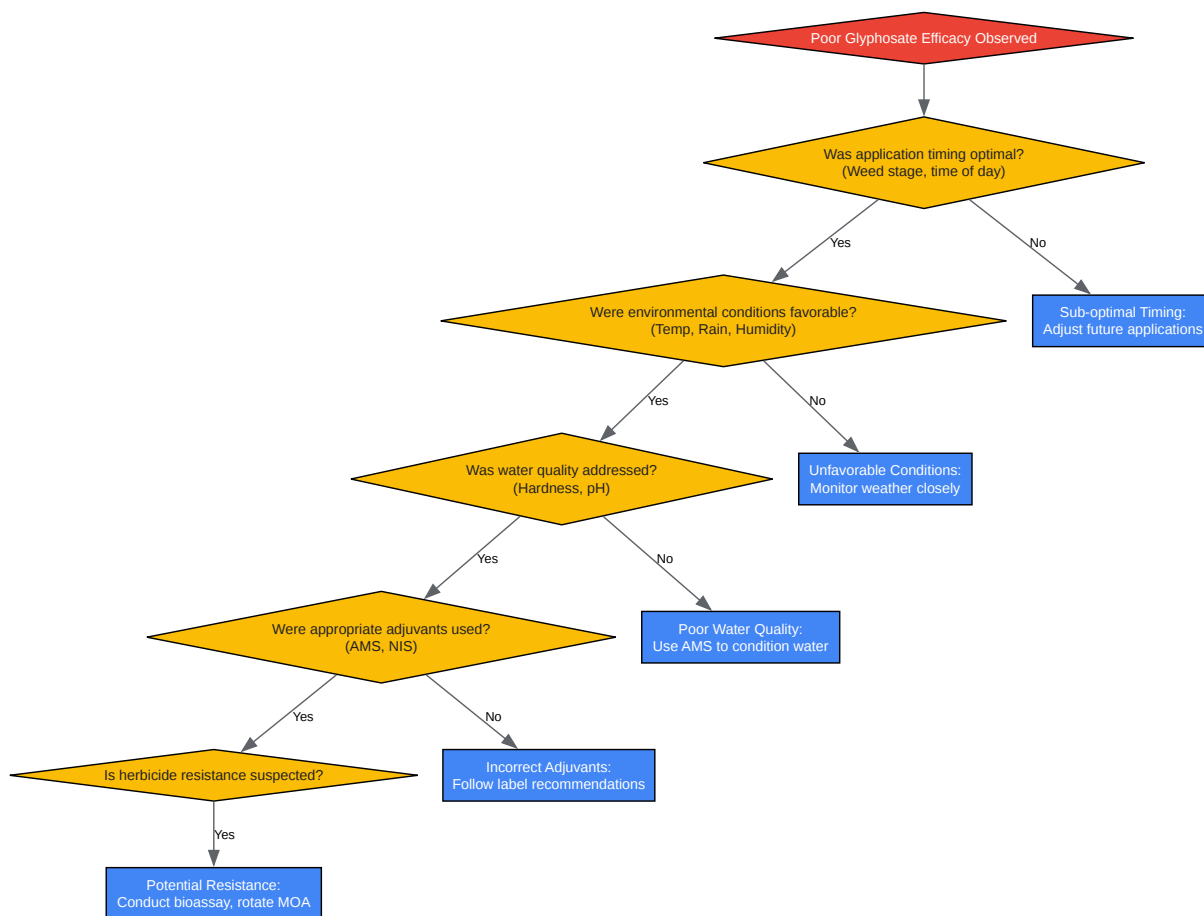 Poor Glyphosate Efficacy Observed
Was application timing optimal?
(Weed stage, time of day)
Yes
No
Were environmental conditions favorable?
(Temp, Rain, Humidity)
Sub-optimal Timing:
Adjust future applications
Yes
No
Was water quality addressed?
(Hardness, pH)
Unfavorable Conditions:
Monitor weather closely
Yes
No
Were appropriate adjuvants used?
(AMS, NIS)
Poor Water Quality:
Use AMS to condition water
Yes
No
Is herbicide resistance suspected?
Incorrect Adjuvants:
Follow label recommendations
Yes
Potential Resistance:
Conduct bioassay, rotate MOA